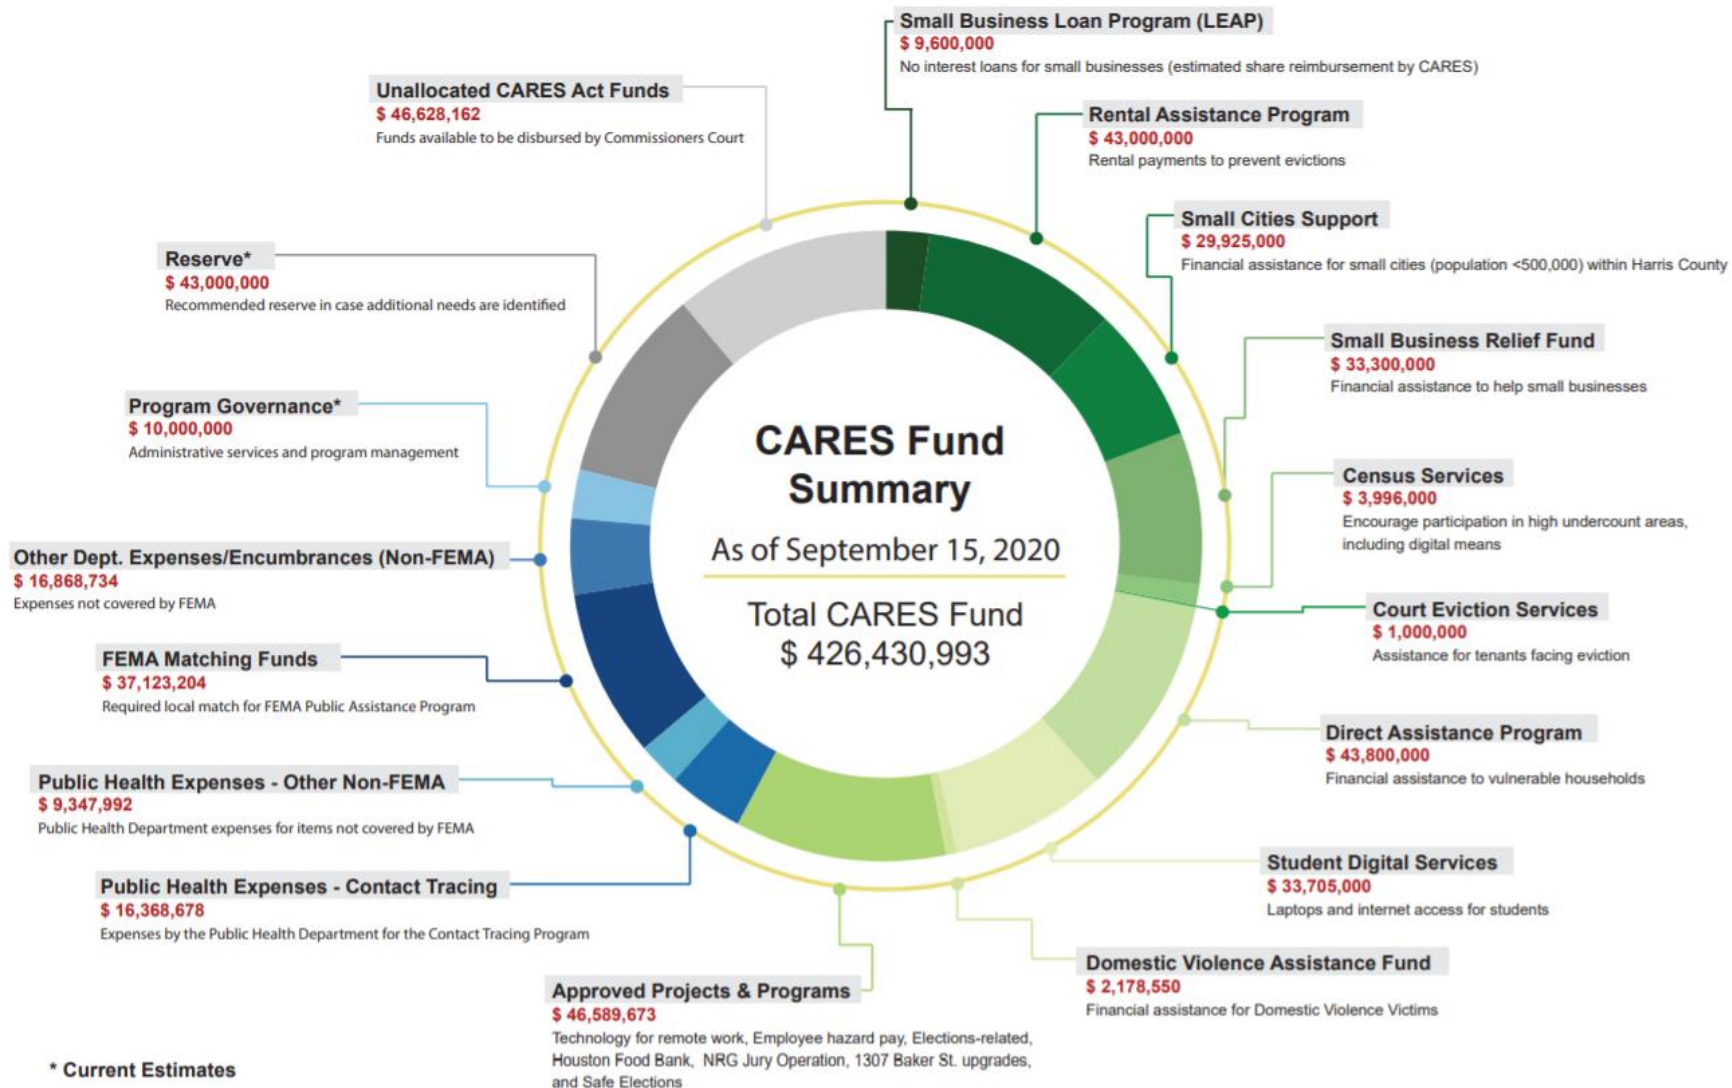 Small Business Loan Program (LEAP)
$ 9,600,000
No interest loans for small businesses (estimated share reimbursement by CARES)
Rental Assistance Program
$ 43,000,000
Rental payments to prevent evictions
Small Cities Support
$ 29,925,000
Financial assistance for small cities (population <500,000) within Harris County
Small Business Relief Fund
$ 33,300,000
Financial assistance to help small businesses
Census Services
$ 3,996,000
Encourage participation in high undercount areas,
including digital means
Court Eviction Services
$ 1,000,000
Assistance for tenants facing eviction
Direct Assistance Program
$ 43,800,000
Financial assistance to vulnerable households
Student Digital Services
$ 33,705,000
Laptops and internet access for students
Domestic Violence Assistance Fund
$ 2,178,550
Financial assistance for Domestic Violence Victims
Approved Projects & Programs
$ 46,589,673
Technology for remote work, Employee hazard pay, Elections-related,
Houston Food Bank, NRG Jury Operation, 1307 Baker St. upgrades,
and Safe Elections
Public Health Expenses - Contact Tracing
$ 16,368,678
Expenses by the Public Health Department for the Contact Tracing Program
Public Health Expenses - Other Non-FEMA
$ 9,347,992
Public Health Department expenses for items not covered by FEMA
FEMA Matching Funds
$ 37,123,204
Required local match for FEMA Public Assistance Program
Other Dept. Expenses/Encumbrances (Non-FEMA)
$ 16,868,734
Expenses not covered by FEMA
Program Governance*
$ 10,000,000
Administrative services and program management
Reserve*
$ 43,000,000
Recommended reserve in case additional needs are identified
Unallocated CARES Act Funds
$ 46,628,162
Funds available to be disbursed by Commissioners Court
CARES Fund
Summary
As of September 15, 2020
Total CARES Fund
$ 426,430,993
* Current Estimates